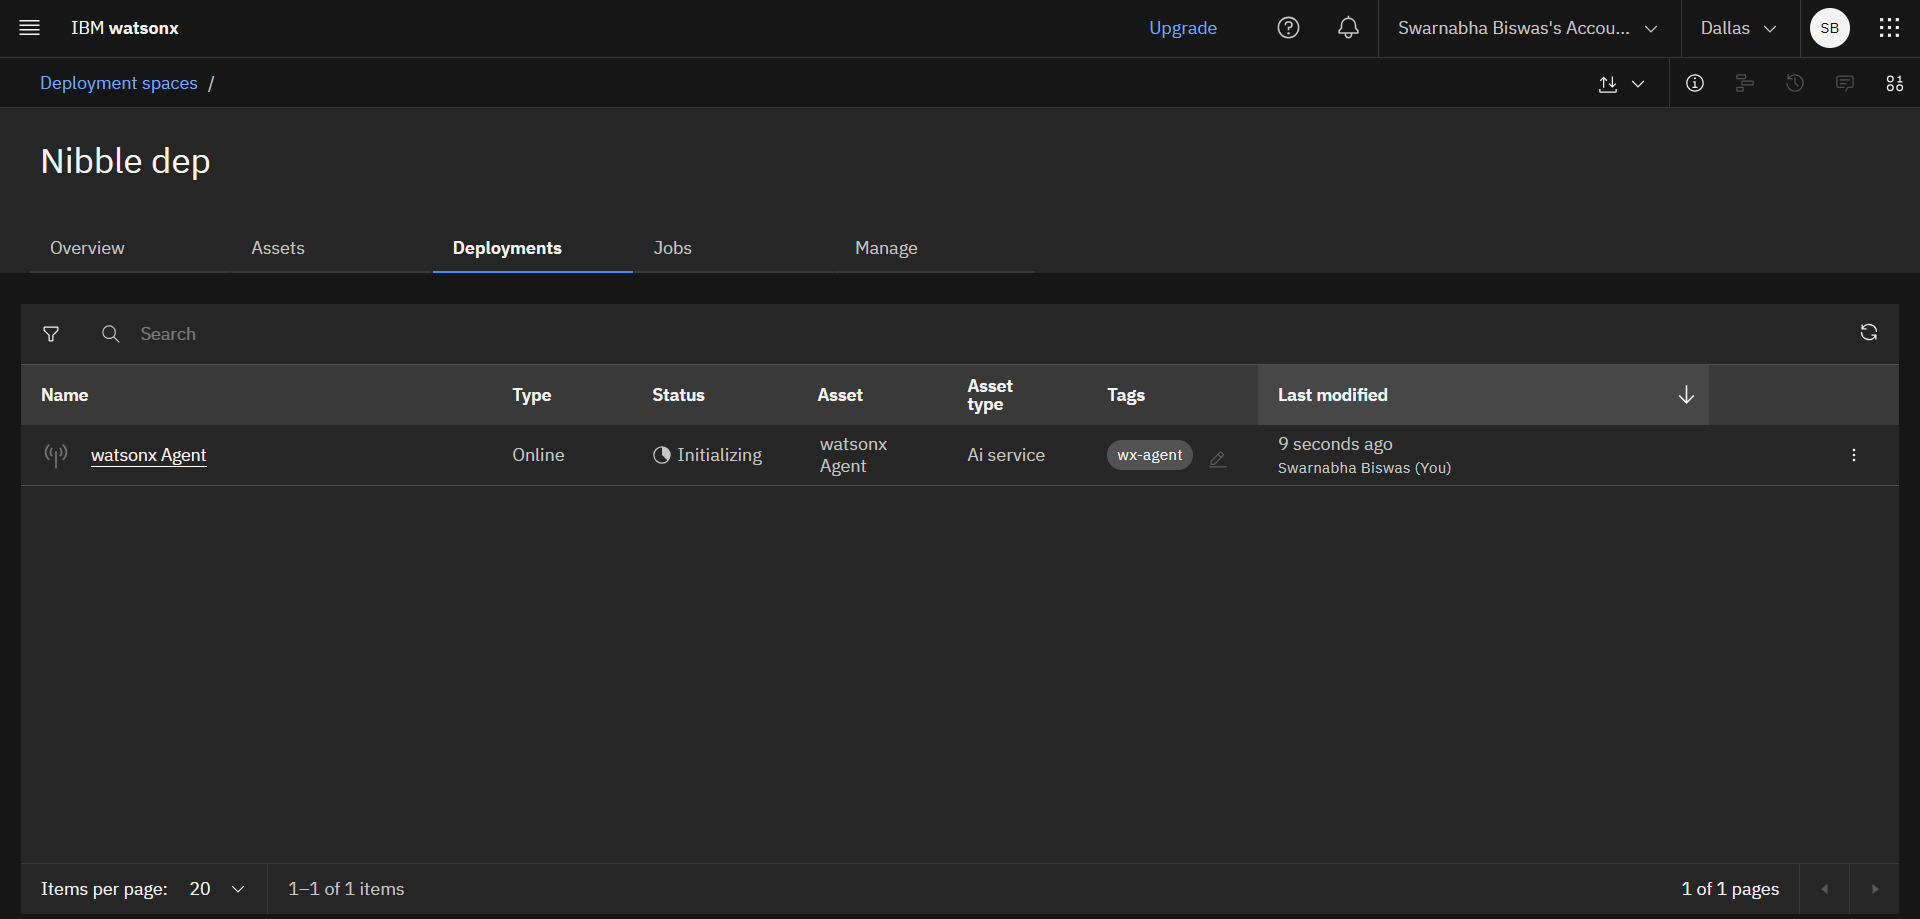 IBM watsonx
Upgrade
Swarnabha Biswas's Accou...
Dallas
SB
Deployment spaces /
Nibble dep
Overview
Assets
Deployments
Jobs
Manage
Search
Name
Type
Status
Asset
Asset
type
Tags
Last modified
watsonx Agent
Online
Initializing
watsonx
Agent
Ai service
wx-agent
9 seconds ago
Swarnabha Biswas (You)
Items per page: 20
1–1 of 1 items
1 of 1 pages